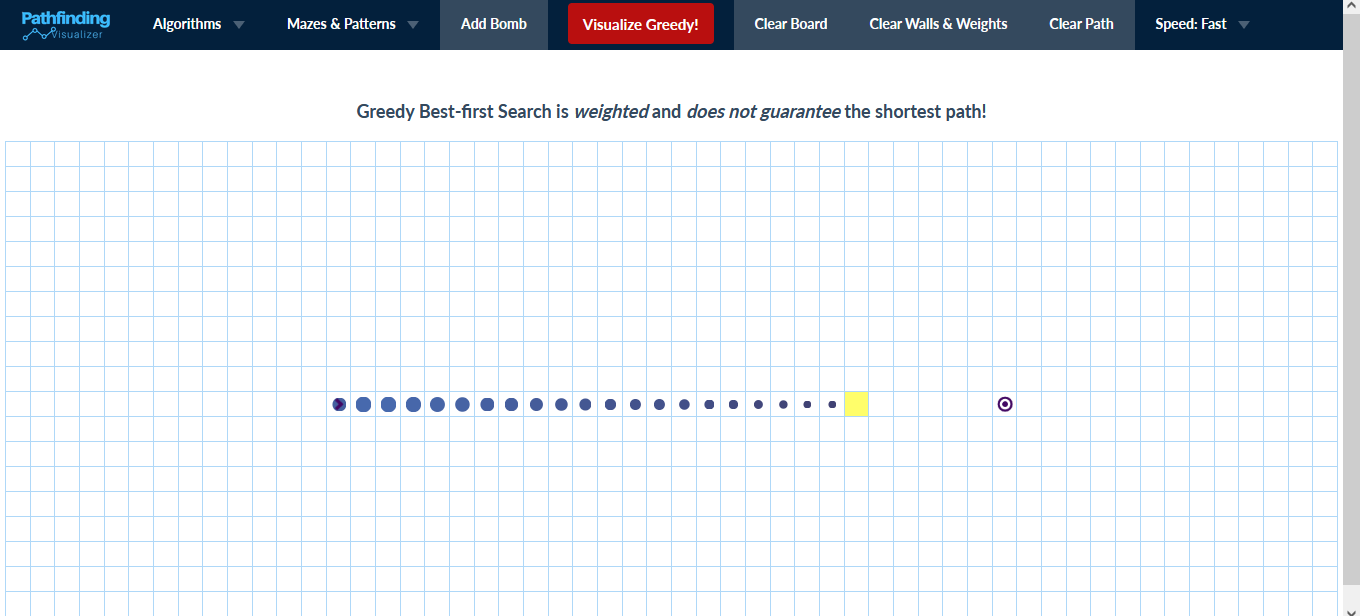 Pathfinding
Visualizer
Algorithms
Mazes & Patterns
Add Bomb
Visualize Greedy!
Clear Board
Clear Walls & Weights
Clear Path
Speed: Fast
Greedy Best-first Search is weighted and does not guarantee the shortest path!